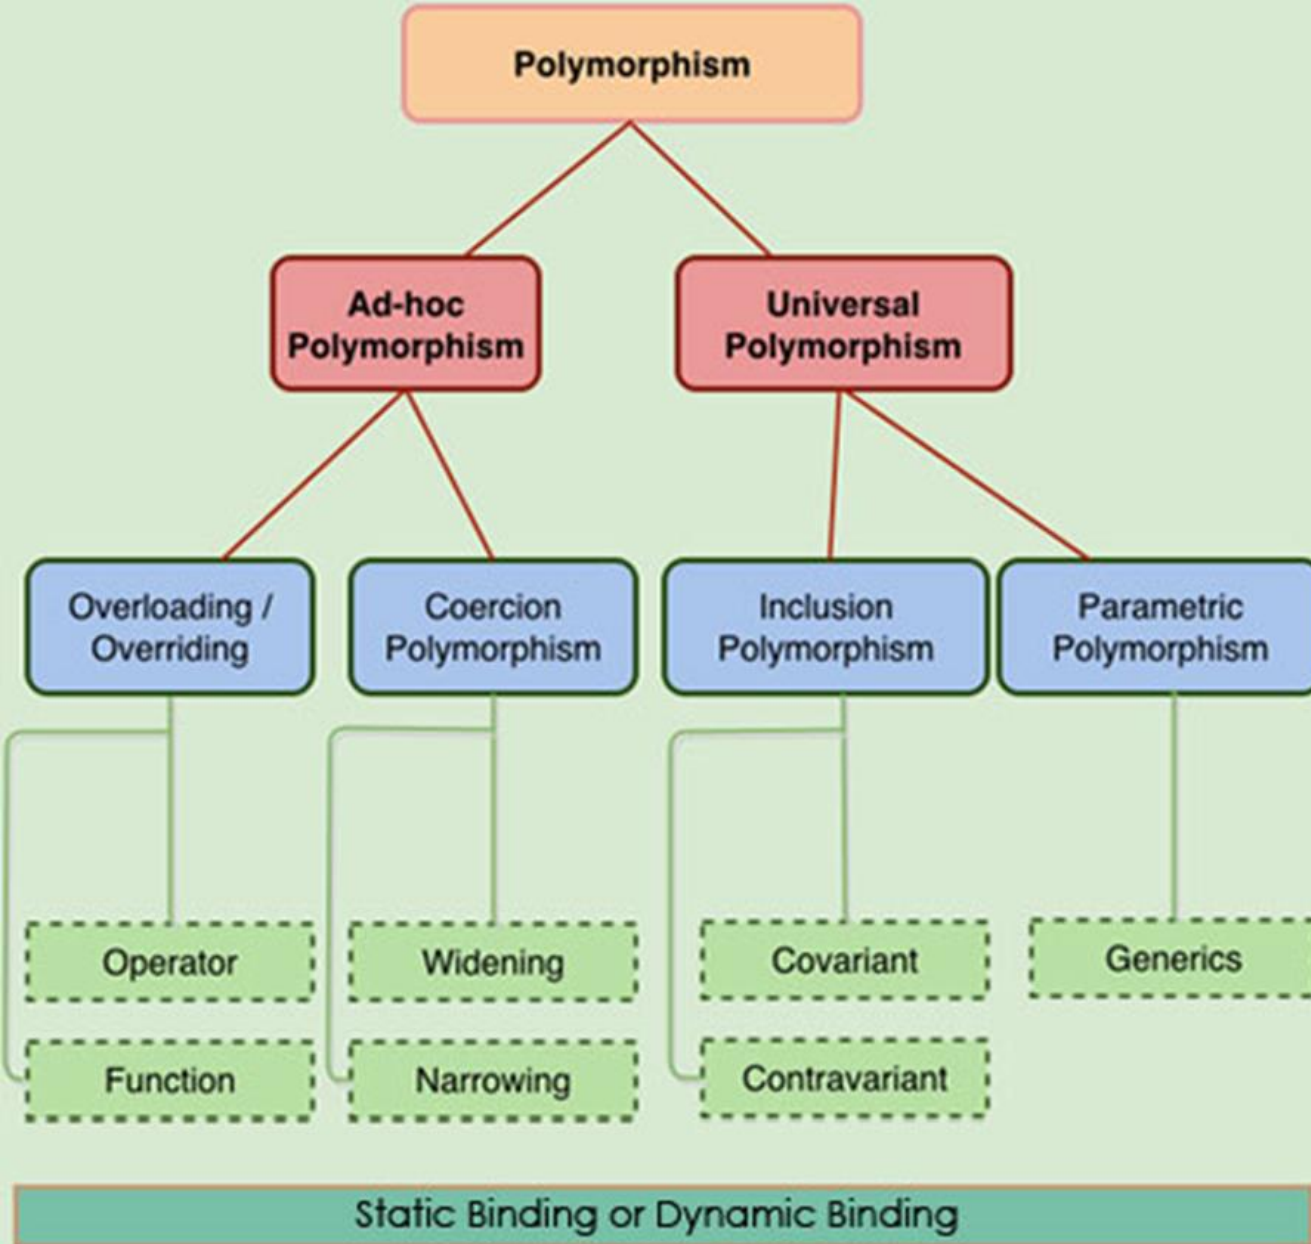 Polymorphism
Ad-hoc
Polymorphism
Universal
Polymorphism
Overloading /
Overriding
Coercion
Polymorphism
Inclusion
Polymorphism
Parametric
Polymorphism
Operator
Widening
Covariant
Generics
Function
Narrowing
Contravariant
Static Binding or Dynamic Binding